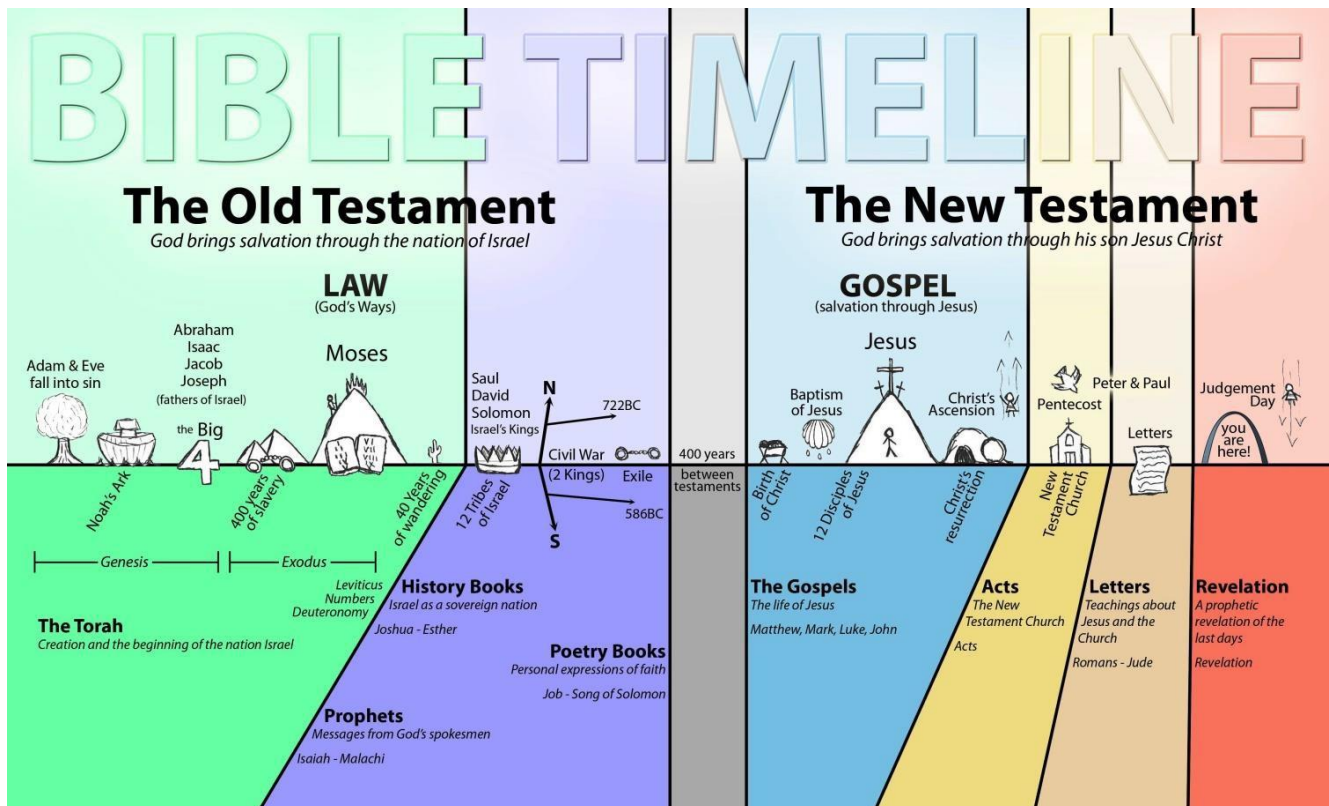 BIBLE TIMELINE
The Old Testament
God brings salvation through the nation of Israel
The New Testament
God brings salvation through his son Jesus Christ
LAW
(God's Ways)
GOSPEL
(salvation through Jesus)
Adam & Eve
fall into sin
Noah's Ark
Abraham
Isaac
Jacob
Joseph
(fathers of Israel)
the Big
4
400 years
of slavery
Moses
VI
VII
VIII
40 Years
of wandering
Saul
David
Solomon
Israel's Kings
12 Tribes
of Israel
N
722BC
Civil War
(2 Kings)
Exile
586BC
S
400 years
between
testaments
Birth
of Christ
Baptism
of Jesus
12 Disciples
of Jesus
Jesus
Christ's
Ascension
Christ's
resurrection
Pentecost
New
Testament
Church
Peter & Paul
Letters
Judgement
Day
you
are
here!
Genesis
Exodus
Leviticus
Numbers
Deuteronomy
The Torah
Creation and the beginning of the nation Israel
History Books
Israel as a sovereign nation
Joshua - Esther
Poetry Books
Personal expressions of faith
Job - Song of Solomon
Prophets
Messages from God's spokesmen
Isaiah - Malachi
The Gospels
The life of Jesus
Matthew, Mark, Luke, John
Acts
The New
Testament Church
Acts
Letters
Teachings about
Jesus and the
Church
Romans - Jude
Revelation
A prophetic
revelation of the
last days
Revelation